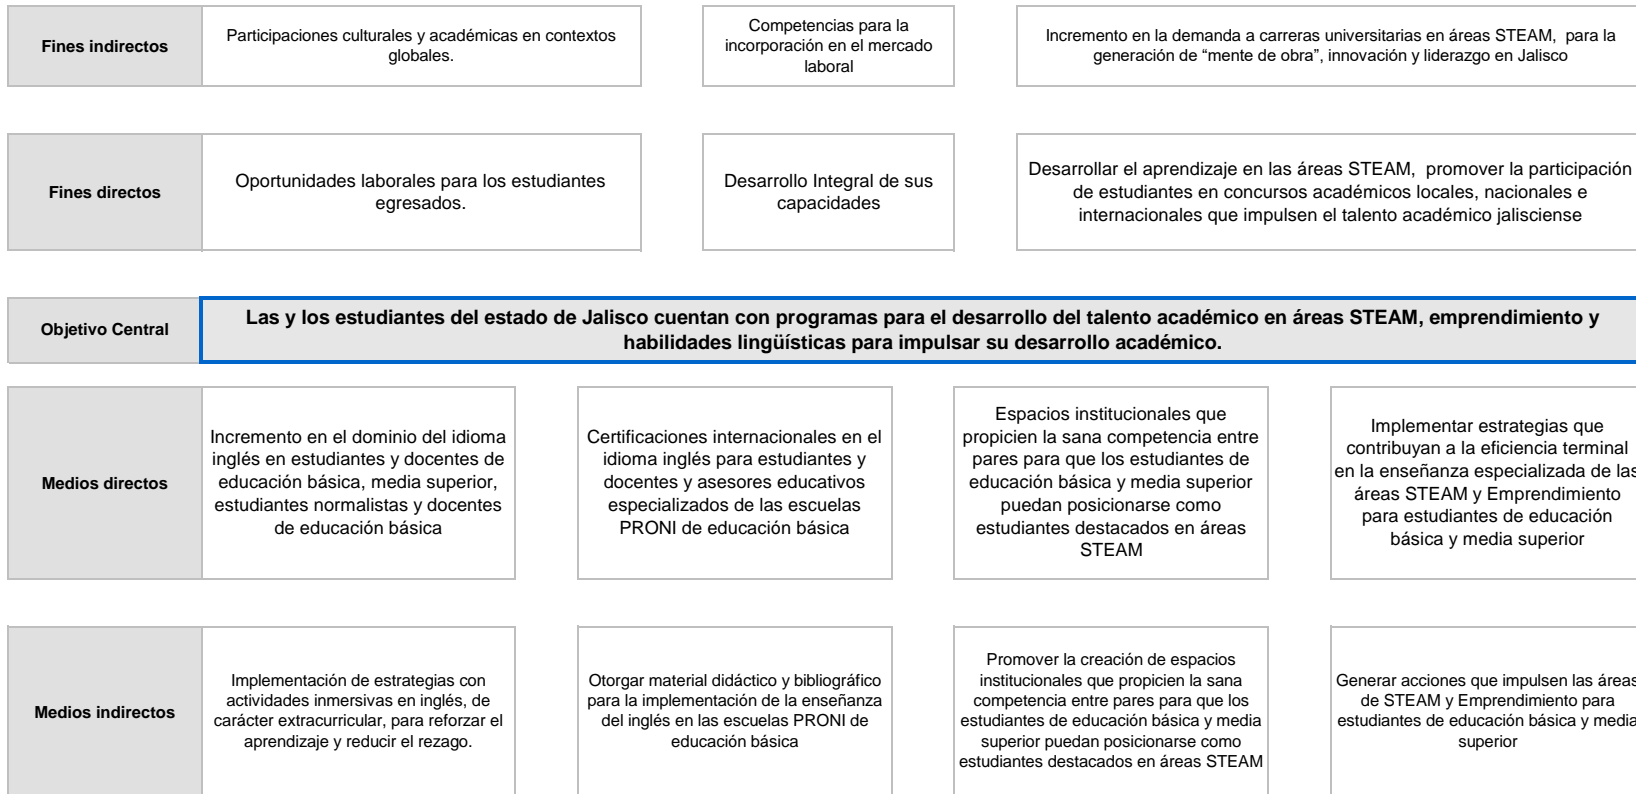 Fines indirectos
Participaciones culturales y académicas en contextos
globales.
Competencias para la
incorporación en el mercado
laboral
Incremento en la demanda a carreras universitarias en áreas STEAM, para la
generación de “mente de obra”, innovación y liderazgo en Jalisco
Fines directos
Oportunidades laborales para los estudiantes
egresados.
Desarrollo Integral de sus
capacidades
Desarrollar el aprendizaje en las áreas STEAM, promover la participación
de estudiantes en concursos académicos locales, nacionales e
internacionales que impulsen el talento académico jalisciense
Objetivo Central
Las y los estudiantes del estado de Jalisco cuentan con programas para el desarrollo del talento académico en áreas STEAM, emprendimiento y
habilidades lingüísticas para impulsar su desarrollo académico.
Medios directos
Incremento en el dominio del idioma
inglés en estudiantes y docentes de
educación básica, media superior,
estudiantes normalistas y docentes
de educación básica
Certificaciones internacionales en el
idioma inglés para estudiantes y
docentes y asesores educativos
especializados de las escuelas
PRONI de educación básica
Espacios institucionales que
propicien la sana competencia entre
pares para que los estudiantes de
educación básica y media superior
puedan posicionarse como
estudiantes destacados en áreas
STEAM
Implementar estrategias que
contribuyan a la eficiencia terminal
en la enseñanza especializada de las
áreas STEAM y Emprendimiento
para estudiantes de educación
básica y media superior
Medios indirectos
Implementación de estrategias con
actividades inmersivas en inglés, de
carácter extracurricular, para reforzar el
aprendizaje y reducir el rezago.
Otorgar material didáctico y bibliográfico
para la implementación de la enseñanza
del inglés en las escuelas PRONI de
educación básica
Promover la creación de espacios
institucionales que propicien la sana
competencia entre pares para que los
estudiantes de educación básica y media
superior puedan posicionarse como
estudiantes destacados en áreas STEAM
Generar acciones que impulsen las áreas
de STEAM y Emprendimiento para
estudiantes de educación básica y media
superior